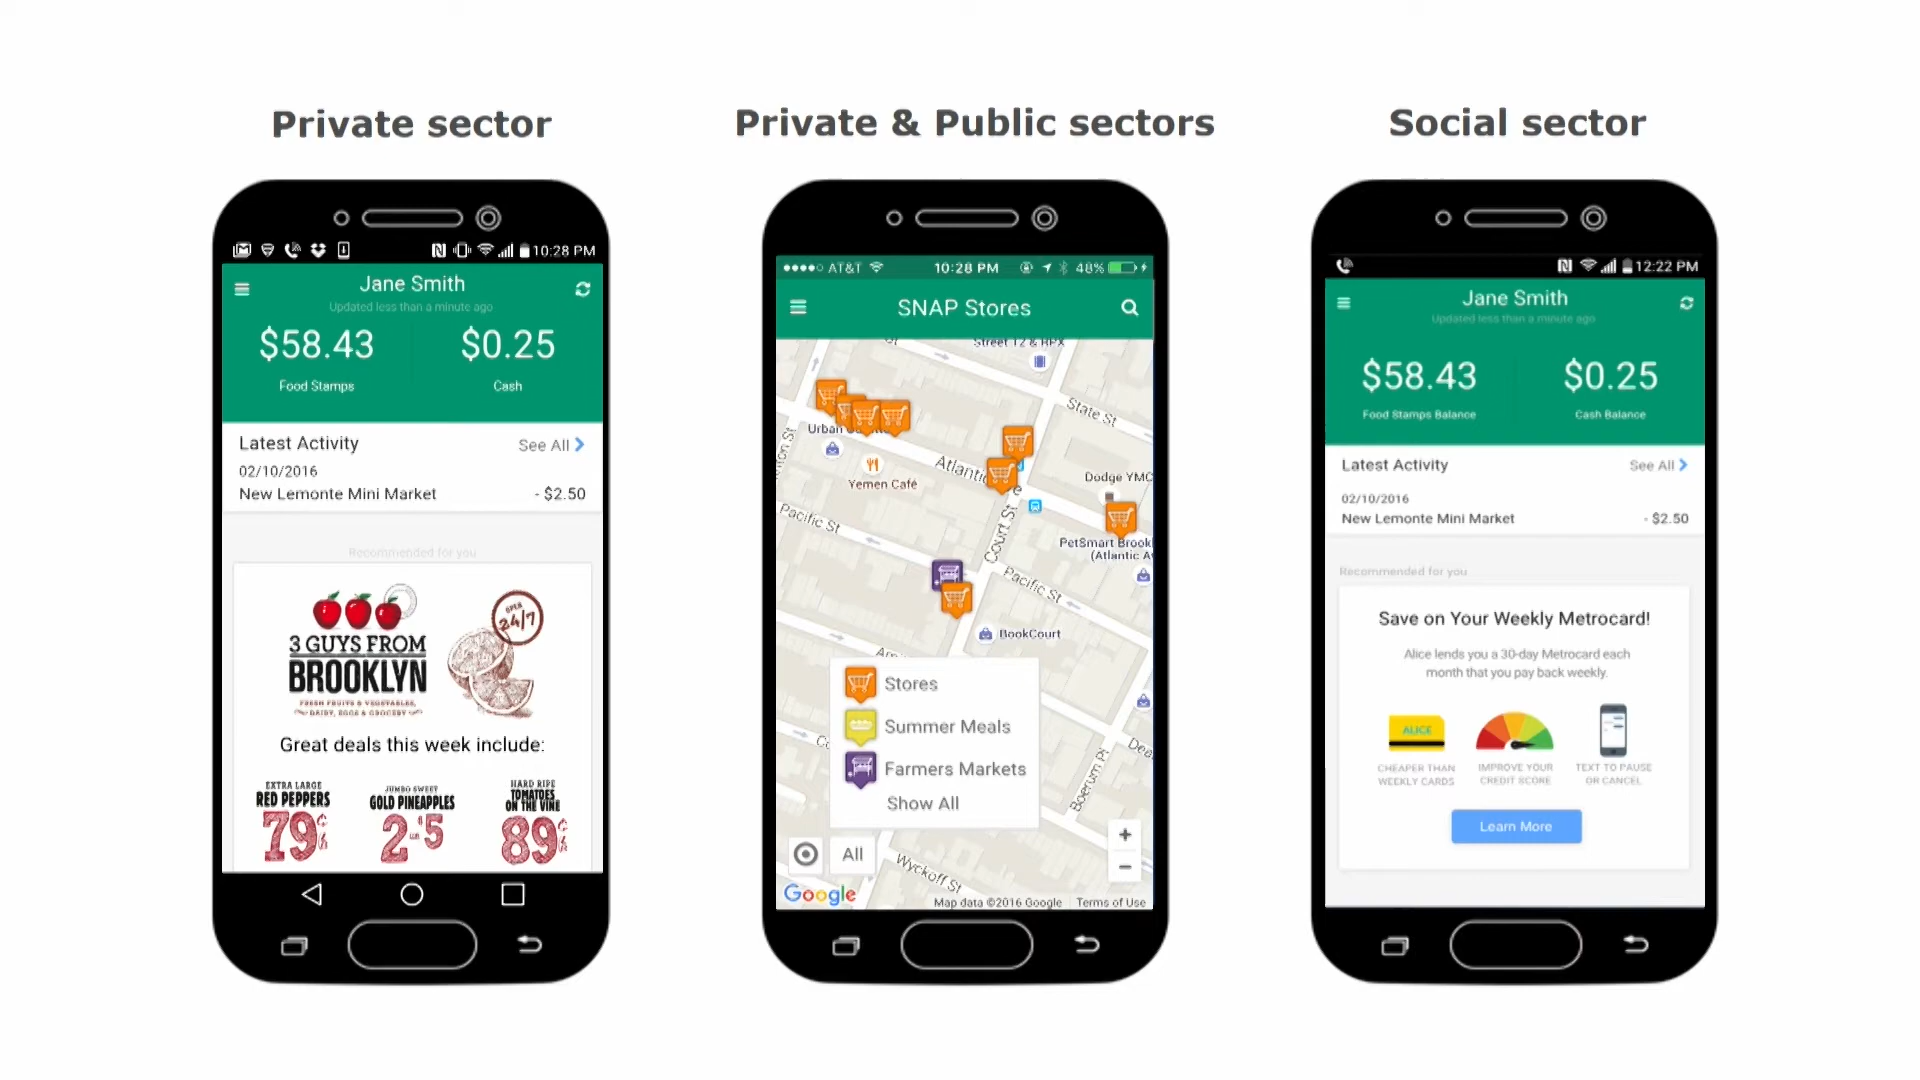 Private sector
10:28 PM
Jane Smith
Updated less than a minute ago
$58.43
$0.25
Food Stamps
Cash
Latest Activity
See All
02/10/2016
New Lemonte Mini Market
- $2.50
Recommended for you
3 GUYS FROM
BROOKLYN
FRESH FRUITS & VEGETABLES,
DAIRY, EGGS & GROCERY
OPEN
24/7
Great deals this week include:
EXTRA LARGE
RED PEPPERS
79¢
JUMBO SWEET
GOLD PINEAPPLES
2 $5
HARD RIPE
TOMATOES
ON THE VINE
89¢
Private & Public sectors
AT&T
10:28 PM
48%
SNAP Stores
Street 12 & RPX
State St
Urban
Atlantic
Yemen Café
Dodge YMC
Pacific St
Court St
PetSmart Brookl
(Atlantic A
Pacific St
BookCourt
Stores
Summer Meals
Farmers Markets
Show All
Dee
Boerum Pl
+
All
−
Wyckoff St
Google
Map data ©2016 Google
Terms of Use
Social sector
12:22 PM
Jane Smith
Updated less than a minute ago
$58.43
$0.25
Food Stamps Balance
Cash Balance
Latest Activity
See All
02/10/2016
New Lemonte Mini Market
- $2.50
Recommended for you
Save on Your Weekly Metrocard!
Alice lends you a 30-day Metrocard each
month that you pay back weekly.
ALICE
CHEAPER THAN
WEEKLY CARDS
IMPROVE YOUR
CREDIT SCORE
TEXT TO PAUSE
OR CANCEL
Learn More